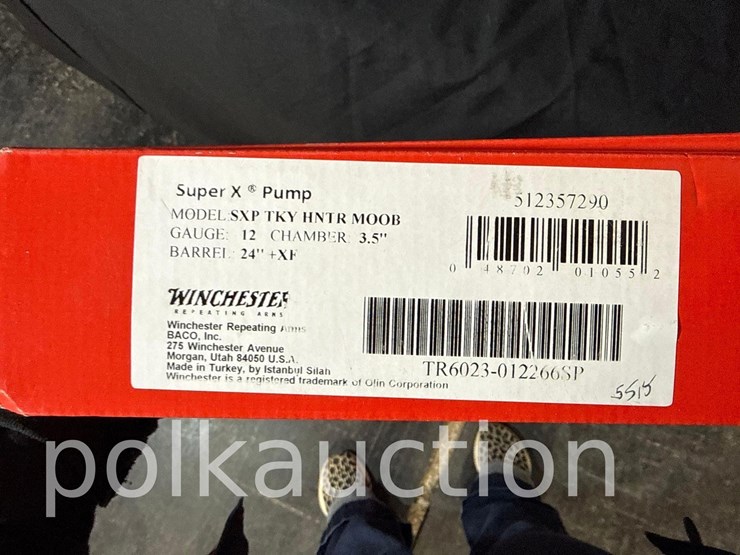 Super X ® Pump
512357290
MODEL: SXP TKY HNTR MOOB
GAUGE: 12 CHAMBER: 3.5"
BARREL: 24" +XF
0 48702 01055 2
WINCHESTER
REPEATING ARMS
Winchester Repeating Arms
BACO, Inc.
275 Winchester Avenue
Morgan, Utah 84050 U.S.A.
Made in Turkey, by Istanbul Silah
Winchester is a registered trademark of Olin Corporation
TR6023-012266SP
polkauction